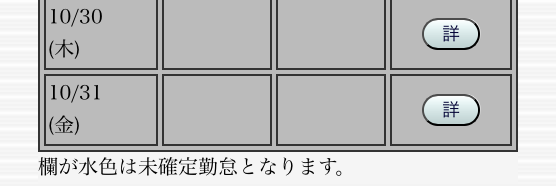 10/30
(木)
詳
10/31
(金)
詳
欄が水色は未確定勤怠となります。